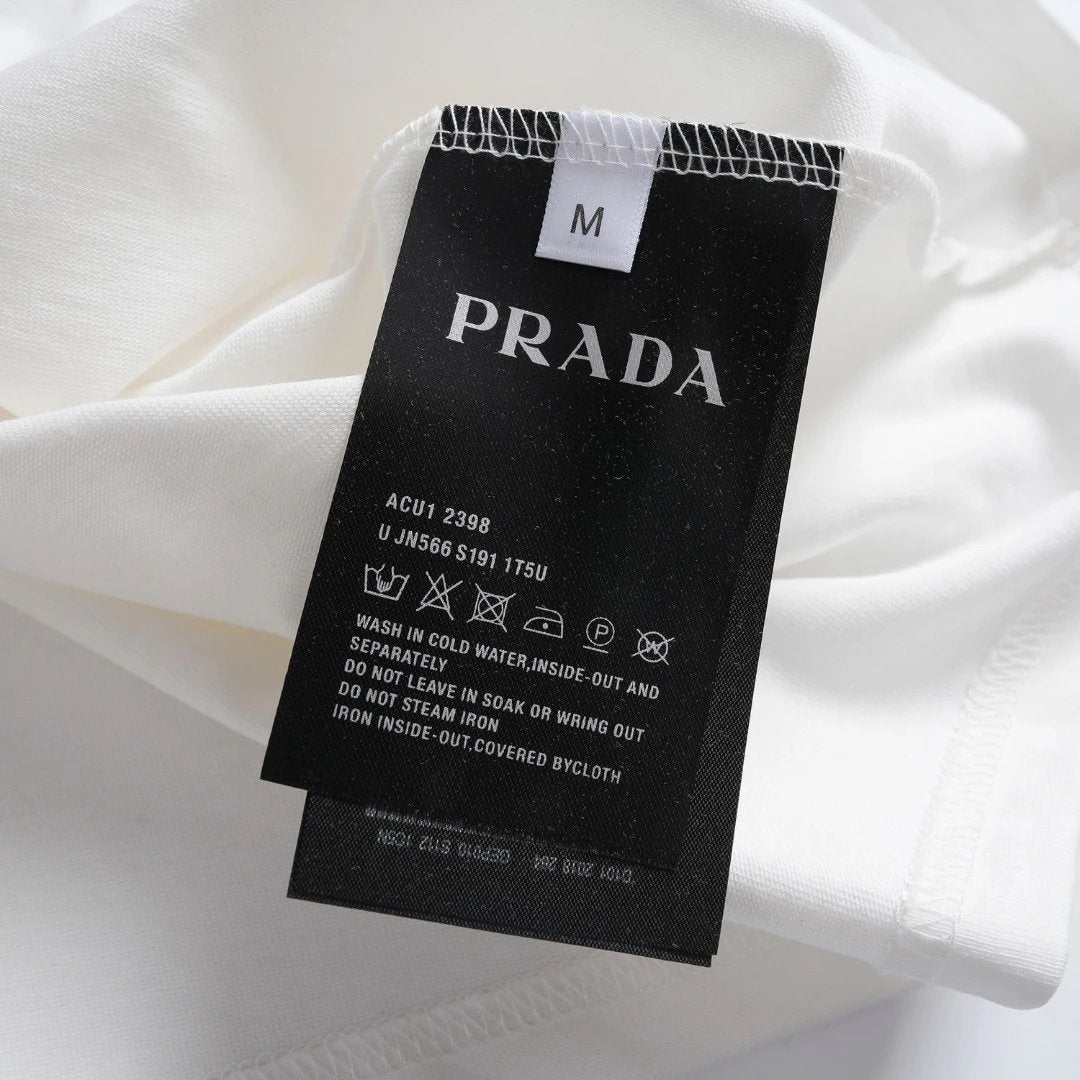 M
PRADA
ACU1 2398
U JN566 S191 1T5U
P
W
WASH IN COLD WATER,INSIDE-OUT AND
SEPARATELY
DO NOT LEAVE IN SOAK OR WRING OUT
DO NOT STEAM IRON
IRON INSIDE-OUT,COVERED BYCLOTH